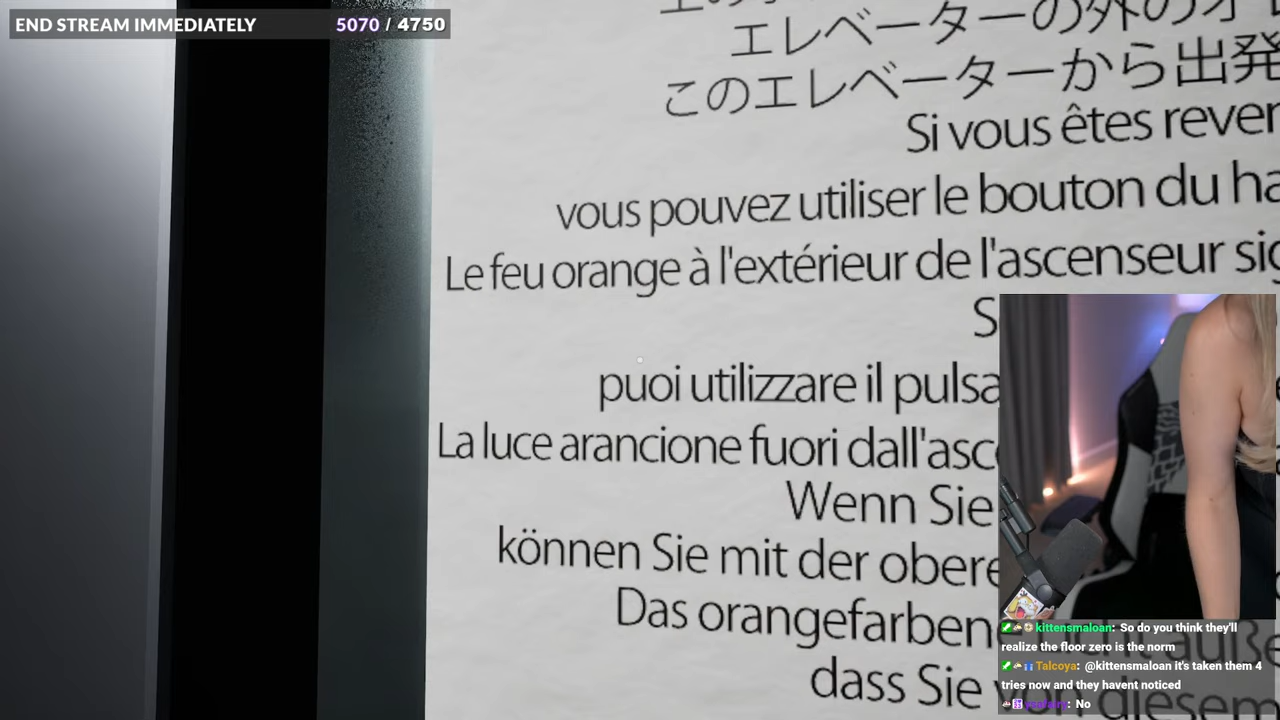 END STREAM IMMEDIATELY 5070 / 4750
エレベーターの外のオ
このエレベーターから出発
Si vous êtes rever
vous pouvez utiliser le bouton du ha
Le feu orange à l'extérieur de l'ascenseur sig
S
puoi utilizzare il pulsa
La luce arancione fuori dall'asc
Wenn Sie
können Sie mit der obere
Das orangefarben
dass Sie von diesem
kittensmaloan: So do you think they'll
realize the floor zero is the norm
Talcoya: @kittensmaloan it's taken them 4
tries now and they havent noticed
No